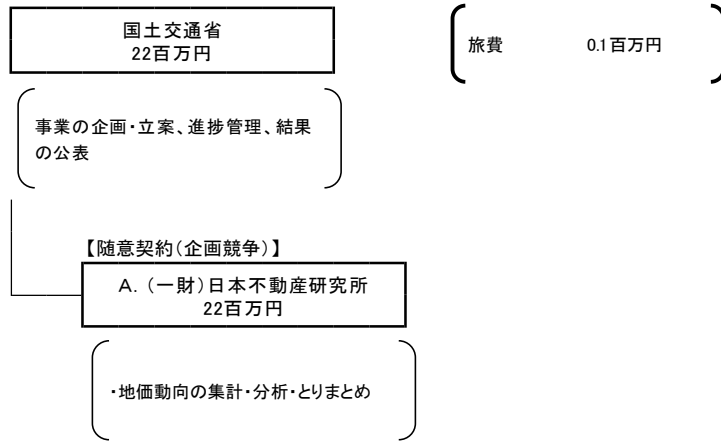 国土交通省
22百万円
旅費 0.1百万円
事業の企画・立案、進捗管理、結果
の公表
【随意契約(企画競争)】
A.(一財)日本不動産研究所
22百万円
・地価動向の集計・分析・とりまとめ